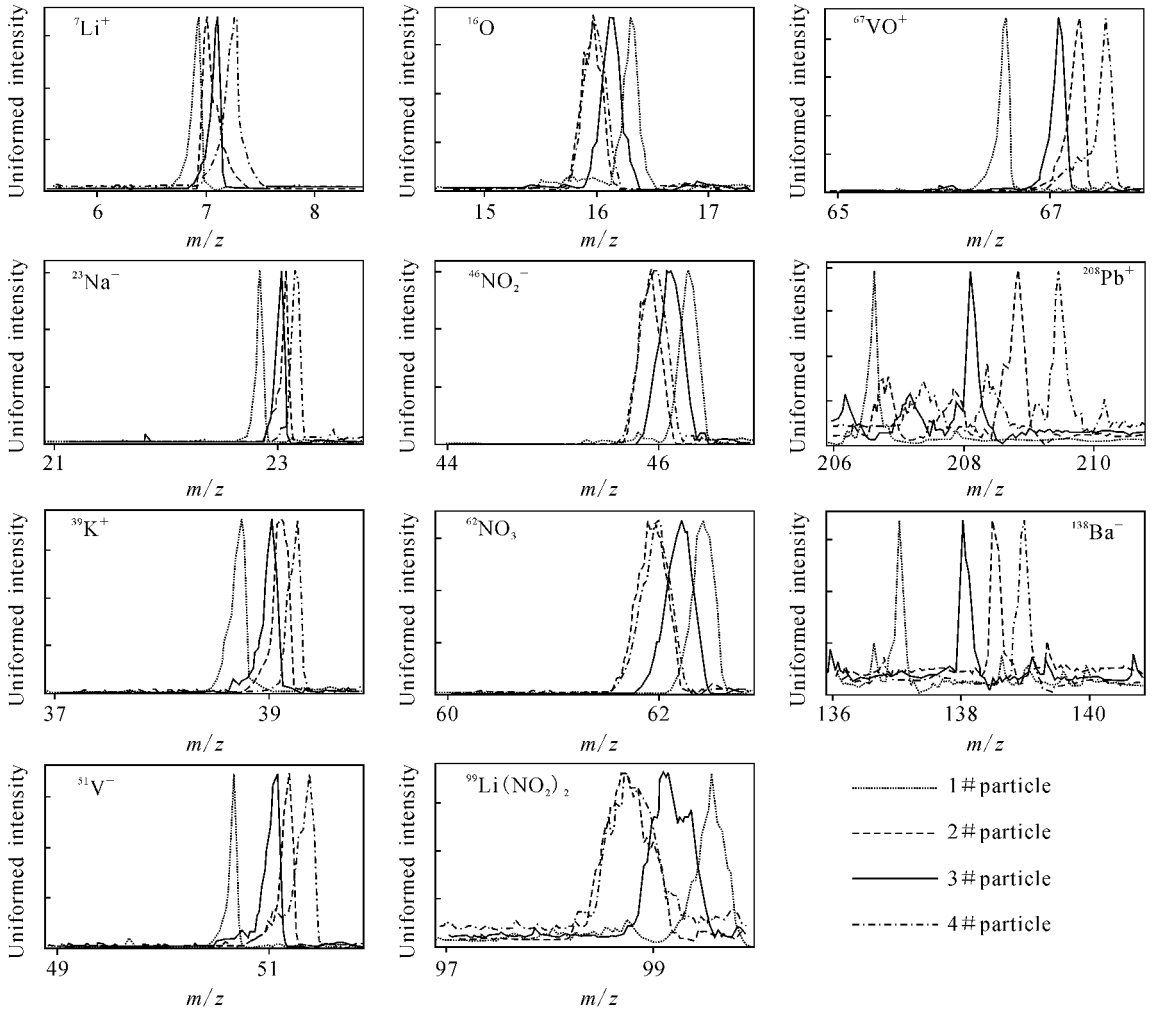 Uniformed intensity
⁷Li⁺
6 7 8
m/z
Uniformed intensity
¹⁶O
15 16 17
m/z
Uniformed intensity
⁶⁷VO⁺
65 67
m/z
Uniformed intensity
²³Na⁻
21 23
m/z
Uniformed intensity
⁴⁶NO₂⁻
44 46
m/z
Uniformed intensity
²⁰⁸Pb⁺
206 208 210
m/z
Uniformed intensity
³⁹K⁺
37 39
m/z
Uniformed intensity
⁶²NO₃
60 62
m/z
Uniformed intensity
¹³⁸Ba⁻
136 138 140
m/z
Uniformed intensity
⁵¹V⁻
49 51
m/z
Uniformed intensity
⁹⁹Li(NO₂)₂
97 99
m/z
1#particle
2#particle
3#particle
4#particle